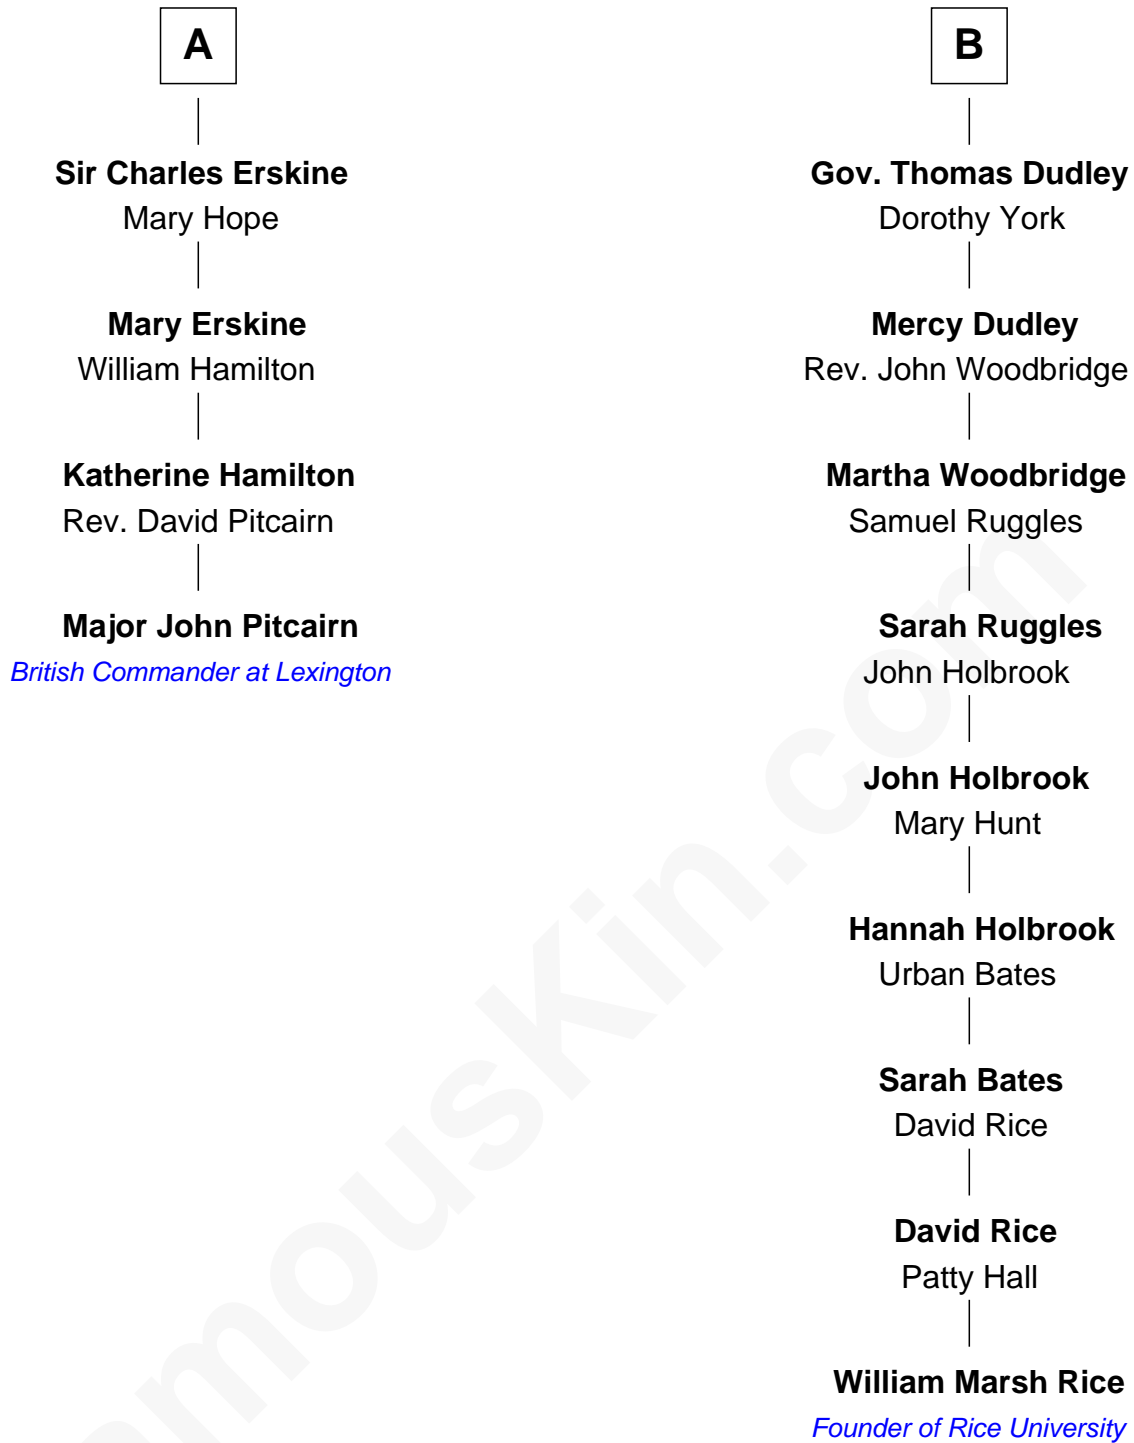 A
Sir Charles Erskine
Mary Hope
Mary Erskine
William Hamilton
Katherine Hamilton
Rev. David Pitcairn
Major John Pitcairn
British Commander at Lexington
B
Gov. Thomas Dudley
Dorothy York
Mercy Dudley
Rev. John Woodbridge
Martha Woodbridge
Samuel Ruggles
Sarah Ruggles
John Holbrook
John Holbrook
Mary Hunt
Hannah Holbrook
Urban Bates
Sarah Bates
David Rice
David Rice
Patty Hall
William Marsh Rice
Founder of Rice University
amouskin.com